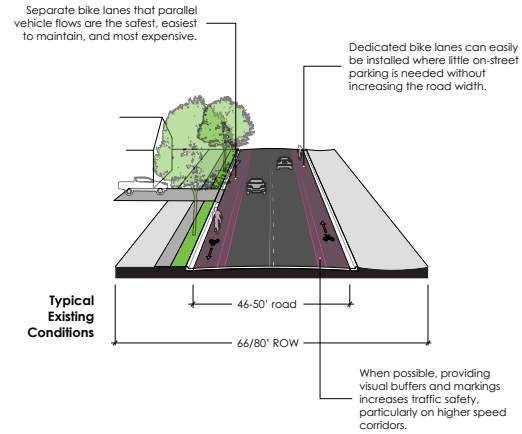 Separate bike lanes that parallel
vehicle flows are the safest, easiest
to maintain, and most expensive.
Dedicated bike lanes can easily
be installed where little on-street
parking is needed without
increasing the road width.
Typical
Existing
Conditions
46-50’ road
66/80’ ROW
When possible, providing
visual buffers and markings
increases traffic safety,
particularly on higher speed
corridors.